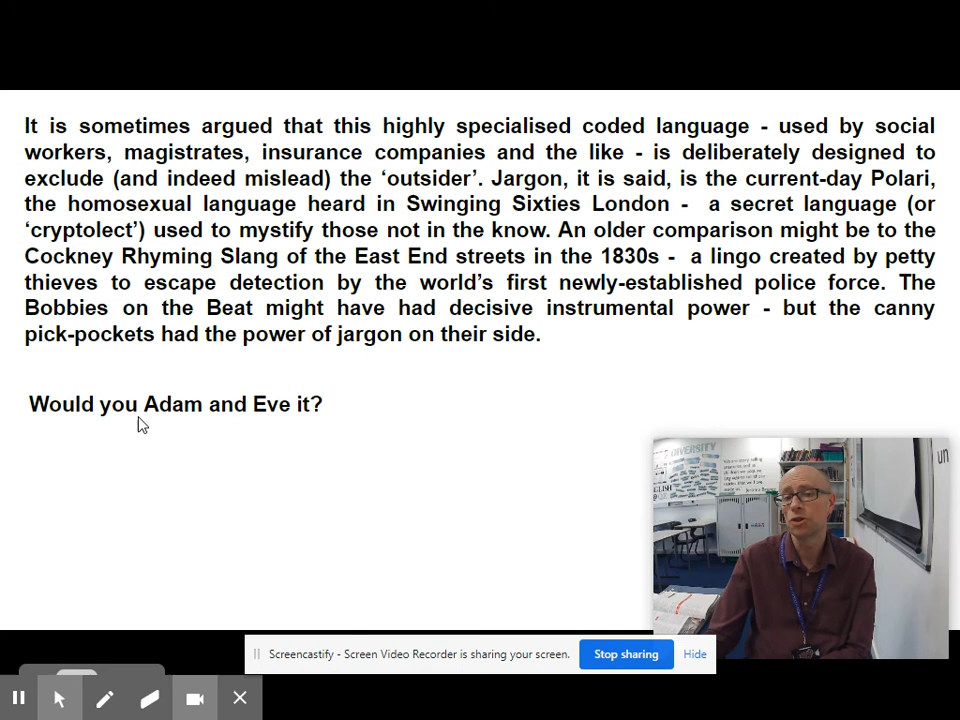 It is sometimes argued that this highly specialised coded language - used by social
workers, magistrates, insurance companies and the like - is deliberately designed to
exclude (and indeed mislead) the ‘outsider’. Jargon, it is said, is the current-day Polari,
the homosexual language heard in Swinging Sixties London - a secret language (or
‘cryptolect’) used to mystify those not in the know. An older comparison might be to the
Cockney Rhyming Slang of the East End streets in the 1830s - a lingo created by petty
thieves to escape detection by the world’s first newly-established police force. The
Bobbies on the Beat might have had decisive instrumental power - but the canny
pick-pockets had the power of jargon on their side.
Would you Adam and Eve it?
un
Screencastify - Screen Video Recorder is sharing your screen.
Stop sharing
Hide